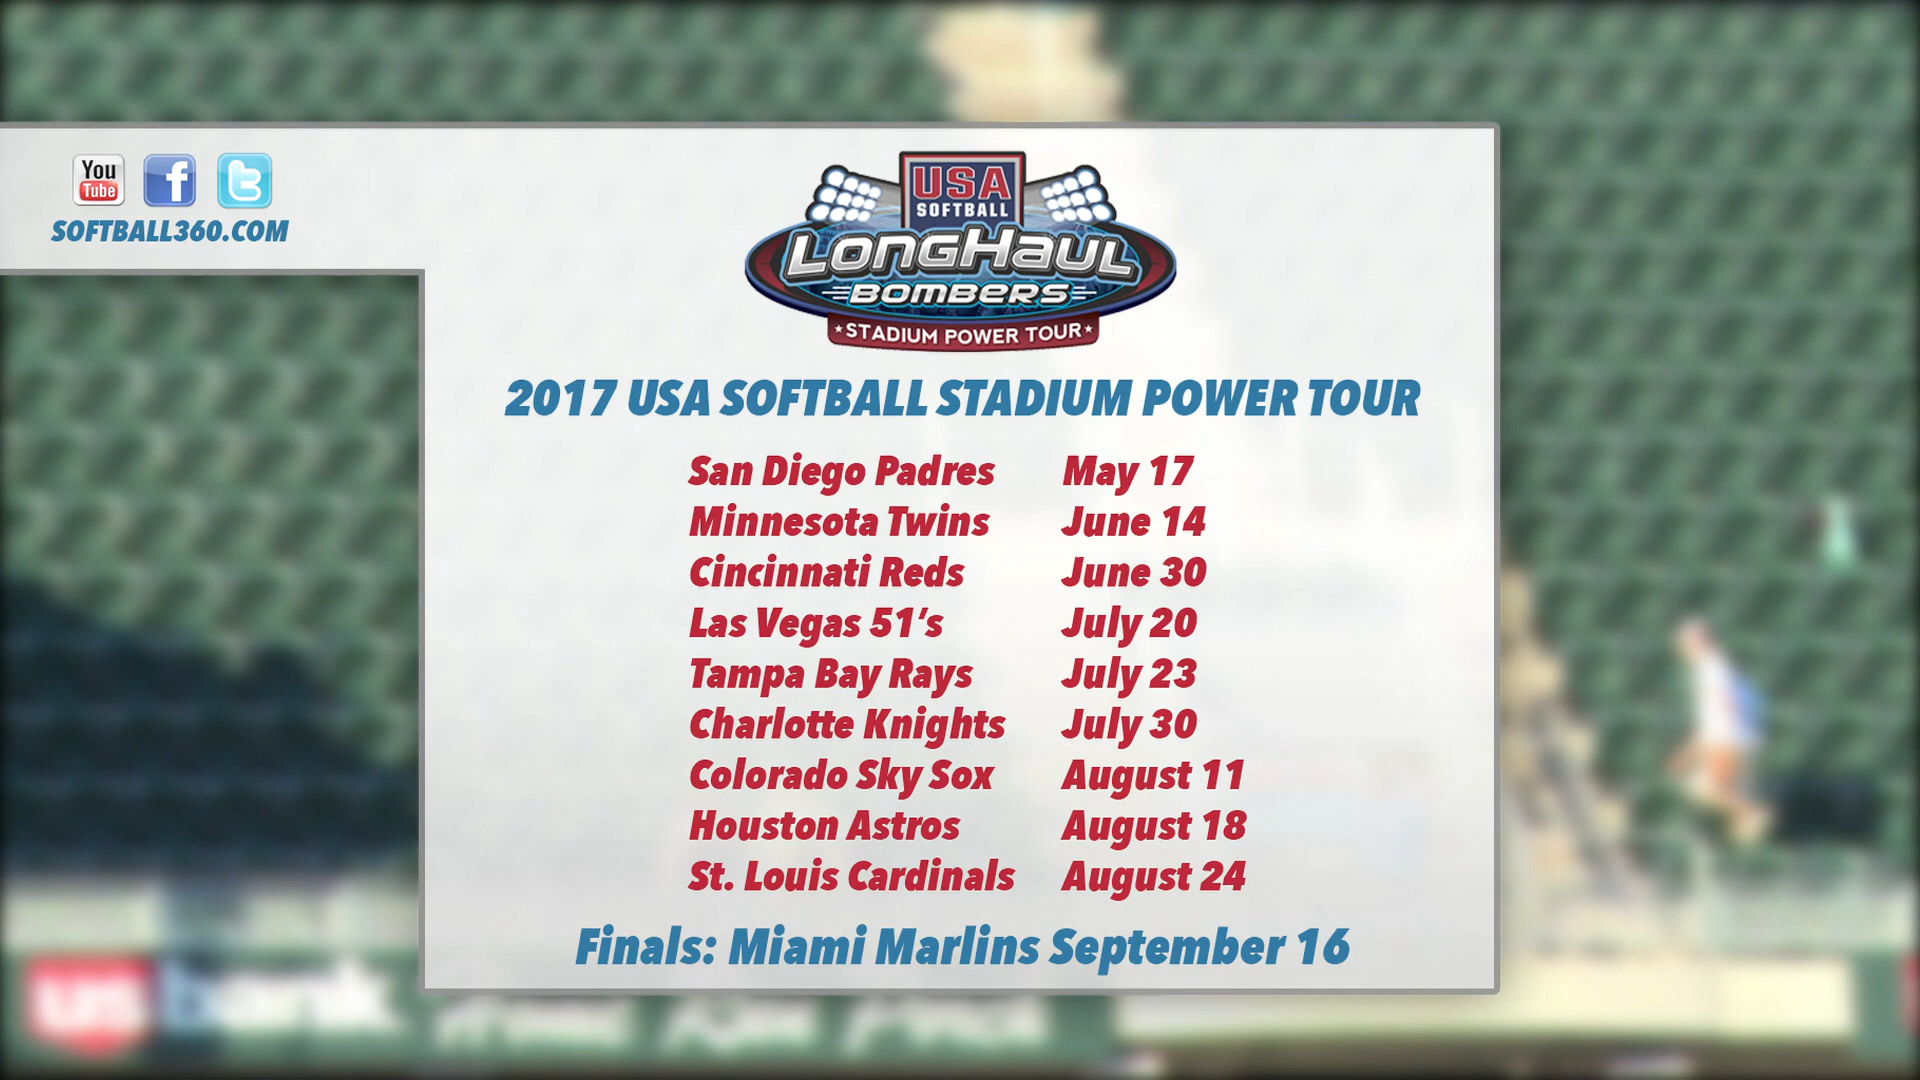 You
Tube
SOFTBALL360.COM
USA
SOFTBALL
LONGHAUL
BOMBERS
STADIUM POWER TOUR
2017 USA SOFTBALL STADIUM POWER TOUR
San Diego Padres May 17
Minnesota Twins June 14
Cincinnati Reds June 30
Las Vegas 51’s July 20
Tampa Bay Rays July 23
Charlotte Knights July 30
Colorado Sky Sox August 11
Houston Astros August 18
St. Louis Cardinals August 24
Finals: Miami Marlins September 16
us bank